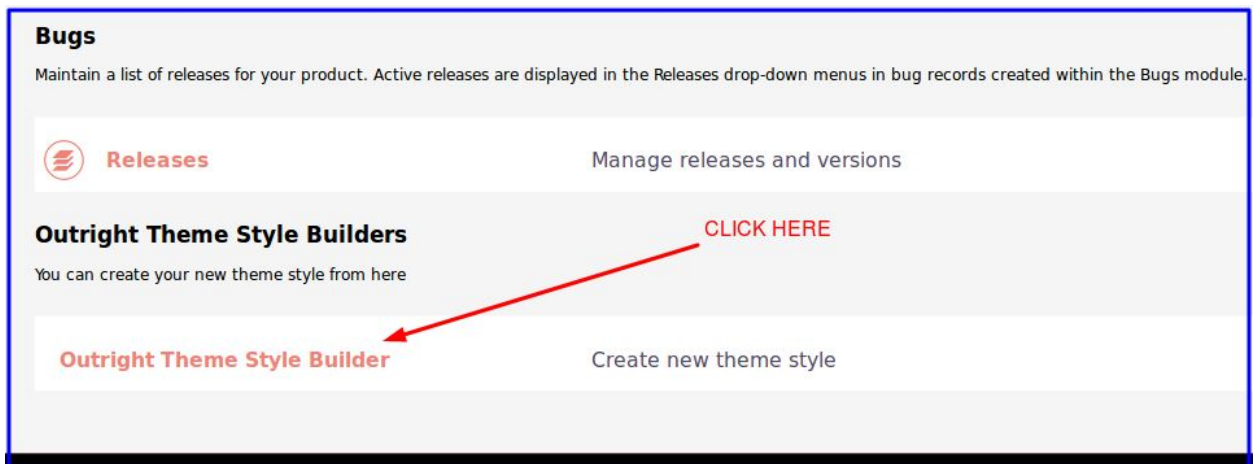 Bugs
Maintain a list of releases for your product. Active releases are displayed in the Releases drop-down menus in bug records created within the Bugs module.
Releases
Manage releases and versions
Outright Theme Style Builders
CLICK HERE
You can create your new theme style from here
Outright Theme Style Builder
Create new theme style